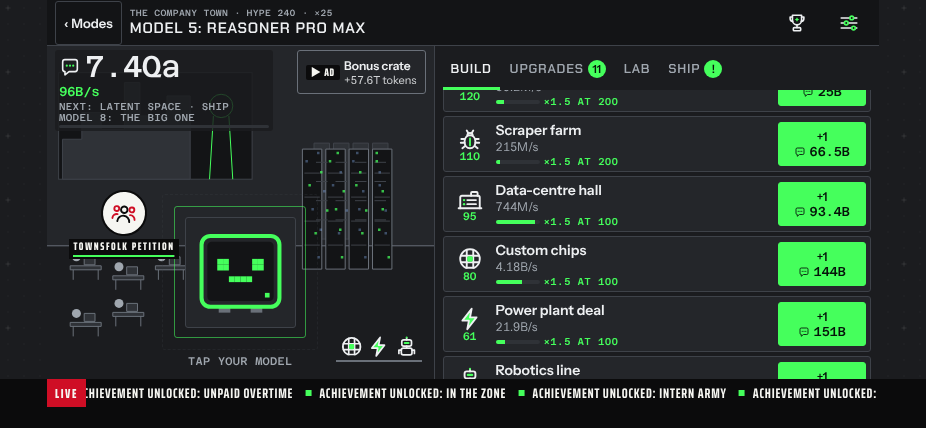 ‹ Modes
THE COMPANY TOWN · HYPE 240 · ×25
MODEL 5: REASONER PRO MAX
7.40a
96B/s
NEXT: LATENT SPACE · SHIP
MODEL 8: THE BIG ONE
AD
Bonus crate
+57.6T tokens
TOWNSFOLK PETITION
TAP YOUR MODEL
BUILD
UPGRADES 11
LAB
SHIP !
120
×1.5 AT 200
25B
Scraper farm
215M/s
110
×1.5 AT 200
+1
66.5B
Data-centre hall
744M/s
95
×1.5 AT 100
+1
93.4B
Custom chips
4.18B/s
80
×1.5 AT 100
+1
144B
Power plant deal
21.9B/s
61
×1.5 AT 100
+1
151B
Robotics line
+1
LIVE
CHIEVEMENT UNLOCKED: UNPAID OVERTIME ■ ACHIEVEMENT UNLOCKED: IN THE ZONE ■ ACHIEVEMENT UNLOCKED: INTERN ARMY ■ ACHIEVEMENT UNLOCKED: